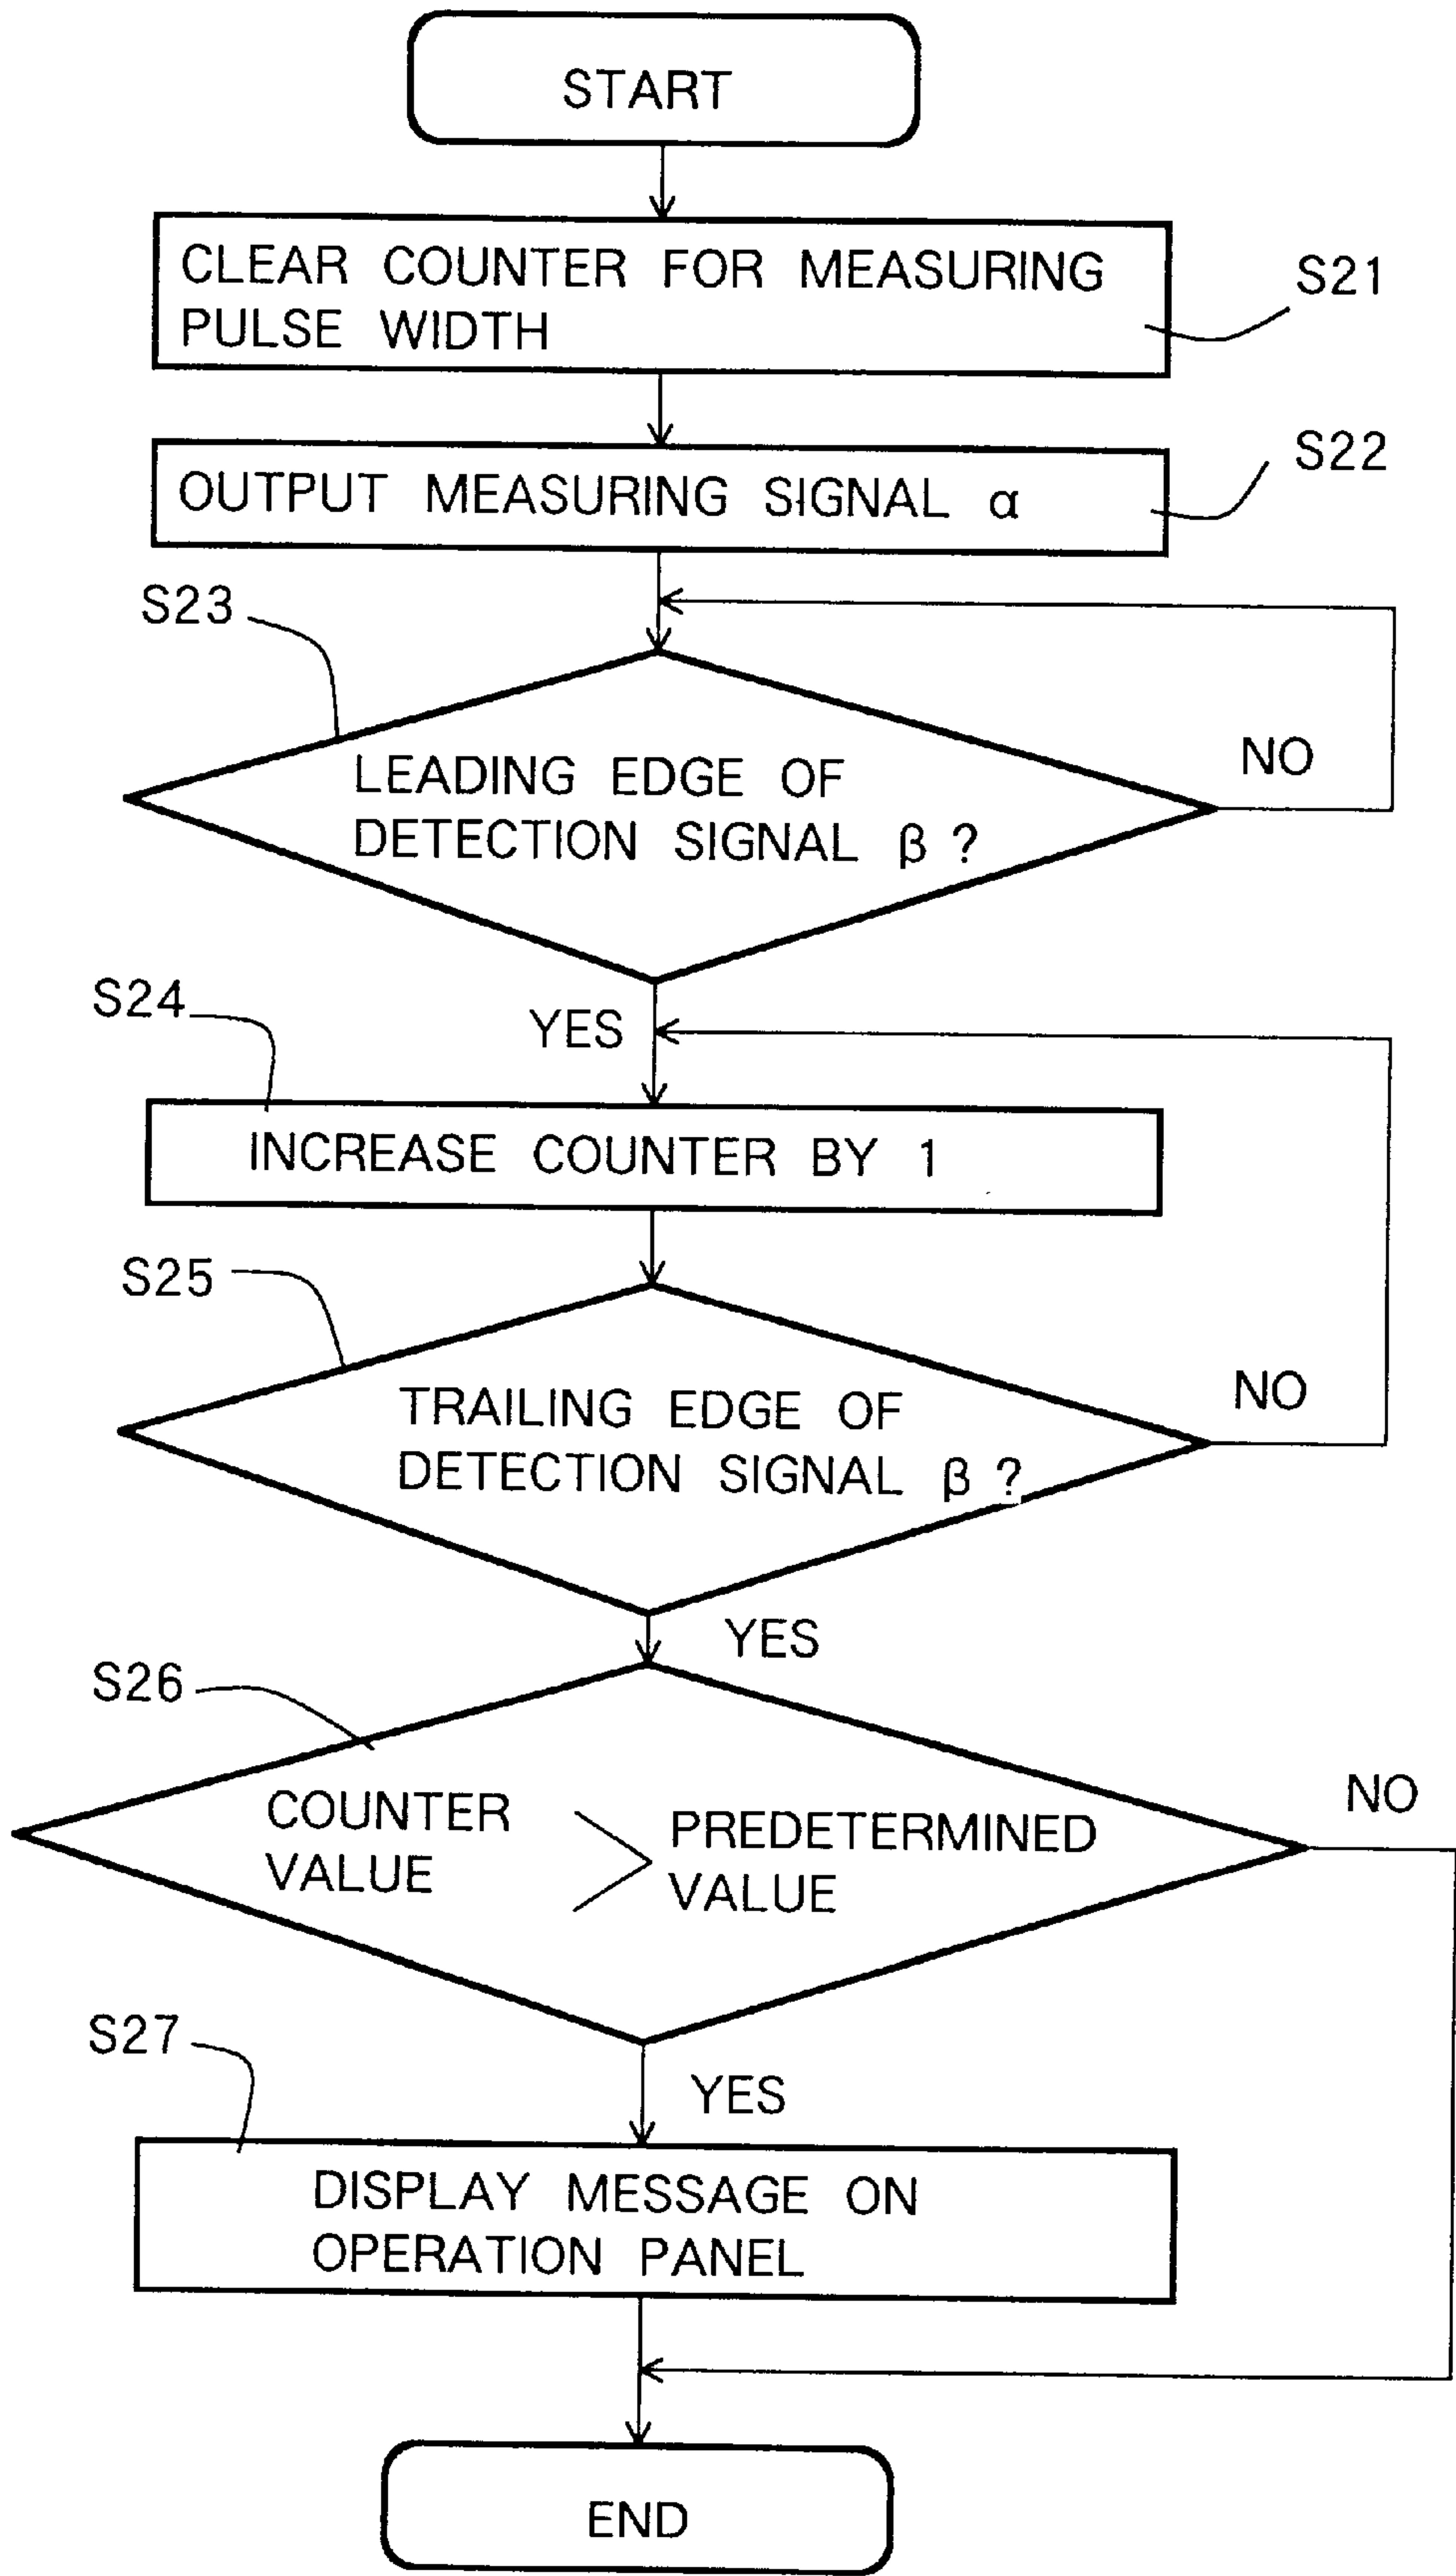 START
CLEAR COUNTER FOR MEASURING
PULSE WIDTH
S21
OUTPUT MEASURING SIGNAL α
S22
S23
LEADING EDGE OF
DETECTION SIGNAL β ?
NO
YES
S24
INCREASE COUNTER BY 1
S25
TRAILING EDGE OF
DETECTION SIGNAL β ?
NO
YES
S26
COUNTER
VALUE
>
PREDETERMINED
VALUE
NO
YES
S27
DISPLAY MESSAGE ON
OPERATION PANEL
END